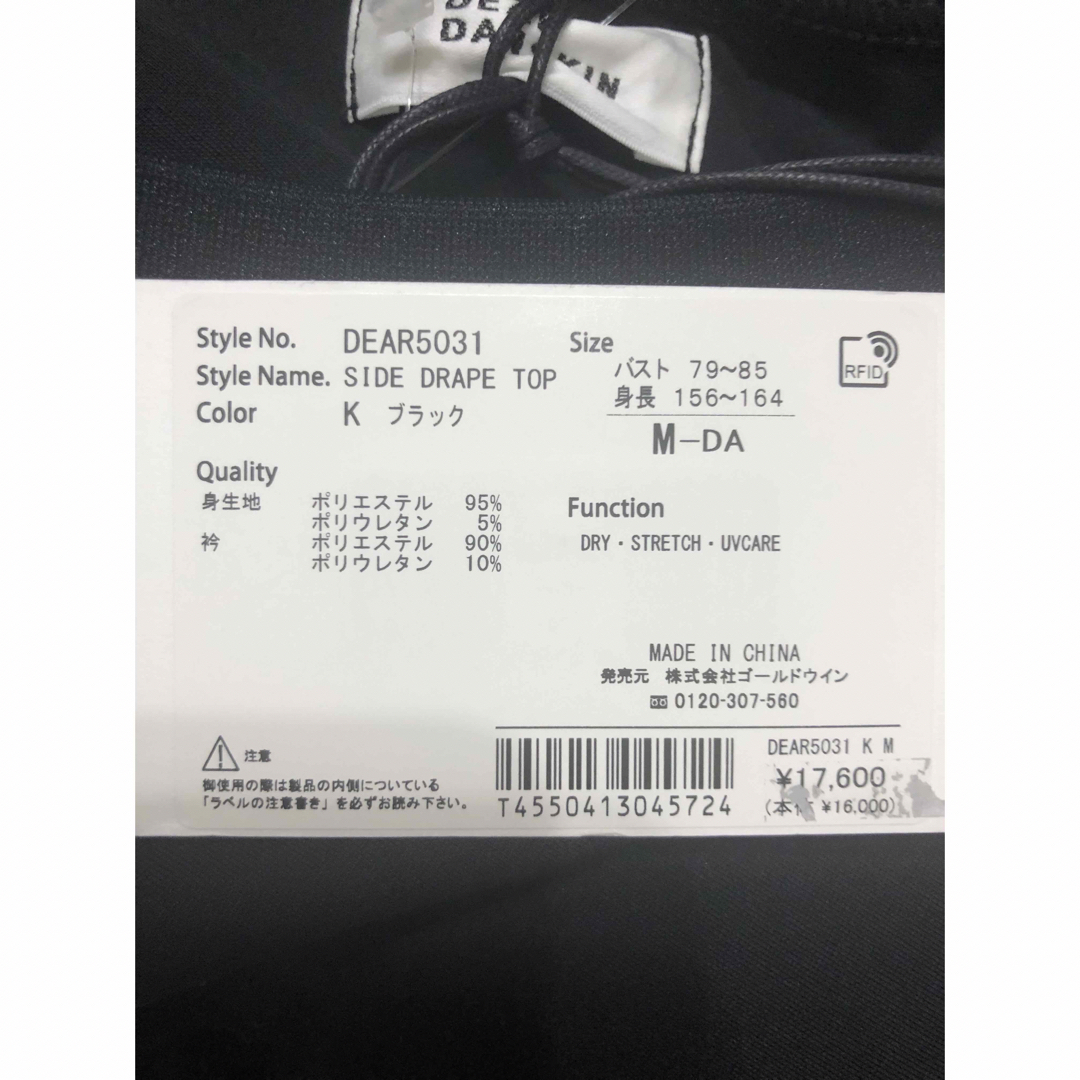 Style No. DEAR5031
Style Name. SIDE DRAPE TOP
Color K ブラック
Size
バスト 79~85
身長 156~164
M-DA
RFID
Quality
身生地 ポリエステル 95%
ポリウレタン 5%
衿 ポリエステル 90%
ポリウレタン 10%
Function
DRY・STRETCH・UVCARE
MADE IN CHINA
発売元 株式会社ゴールドウイン
0120-307-560
注意
御使用の際は製品の内側についている
「ラベルの注意書き」を必ずお読み下さい。
T4550413045724
DEAR5031 K M
¥17,600
¥16,000)